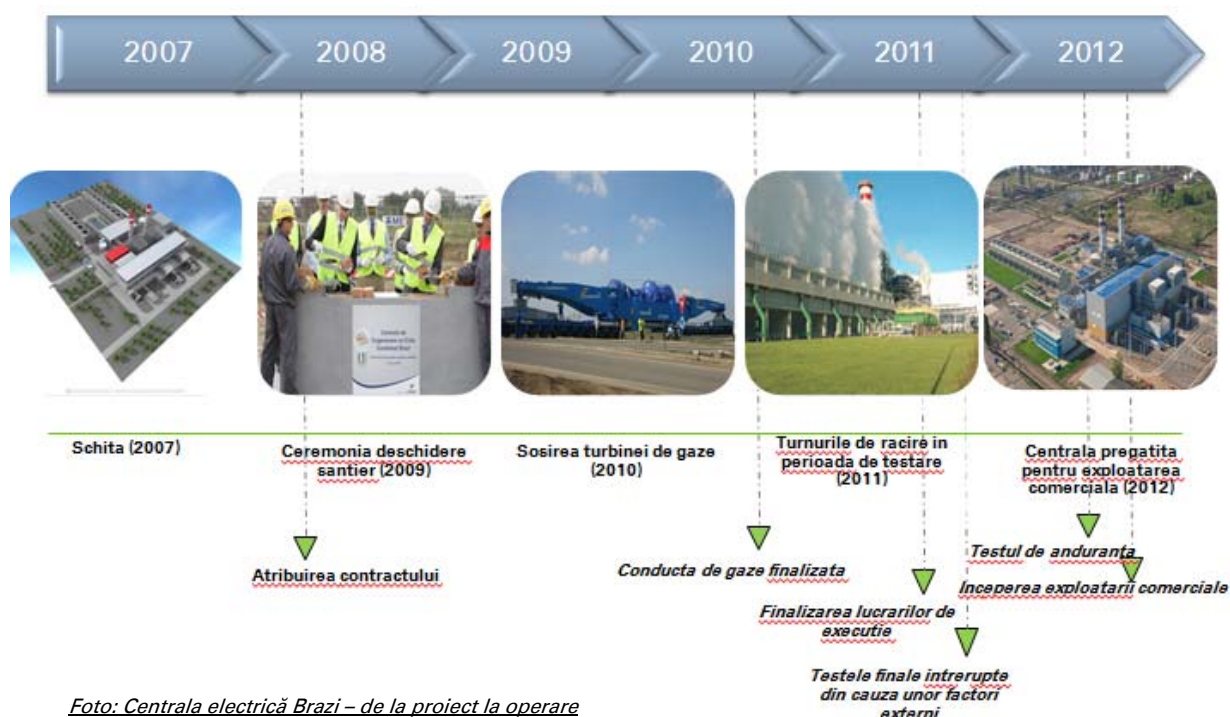 2007
2008
2009
2010
2011
2012
Schita (2007)
Ceremonia deschidere
santier (2009)
Sosirea turbinei de gaze
(2010)
Turnurile de racire in
perioada de testare
(2011)
Centrala pregatita
pentru exploatarea
comerciala (2012)
Atribuirea contractului
Conducta de gaze finalizata
Finalizarea lucrarilor de
executie
Testele finale intrerupte
din cauza unor factori
externi
Testul de anduranta
Inceperea exploatarii comerciale
Foto: Centrala electrică Brazi – de la proiect la operare